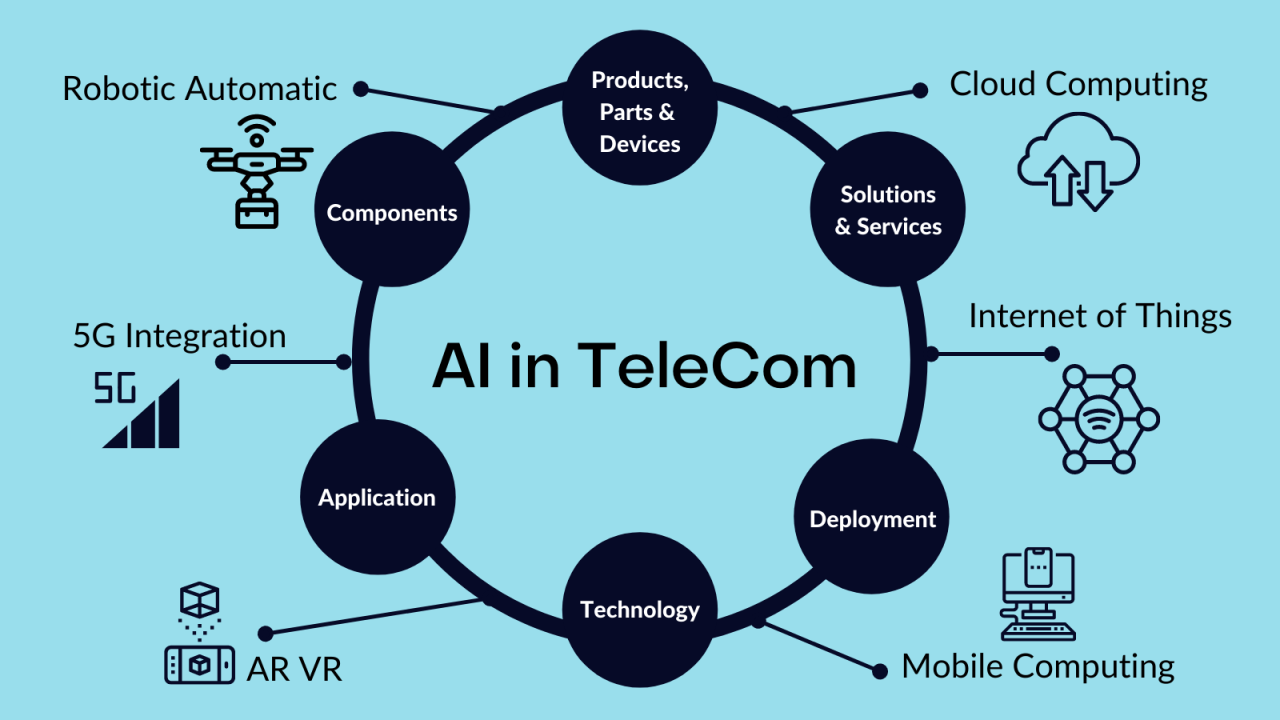 Products,
Parts &
Devices
Robotic Automatic
Cloud Computing
Components
Solutions
& Services
5G Integration
5G
Internet of Things
AI in TeleCom
Application
Deployment
Technology
AR VR
Mobile Computing